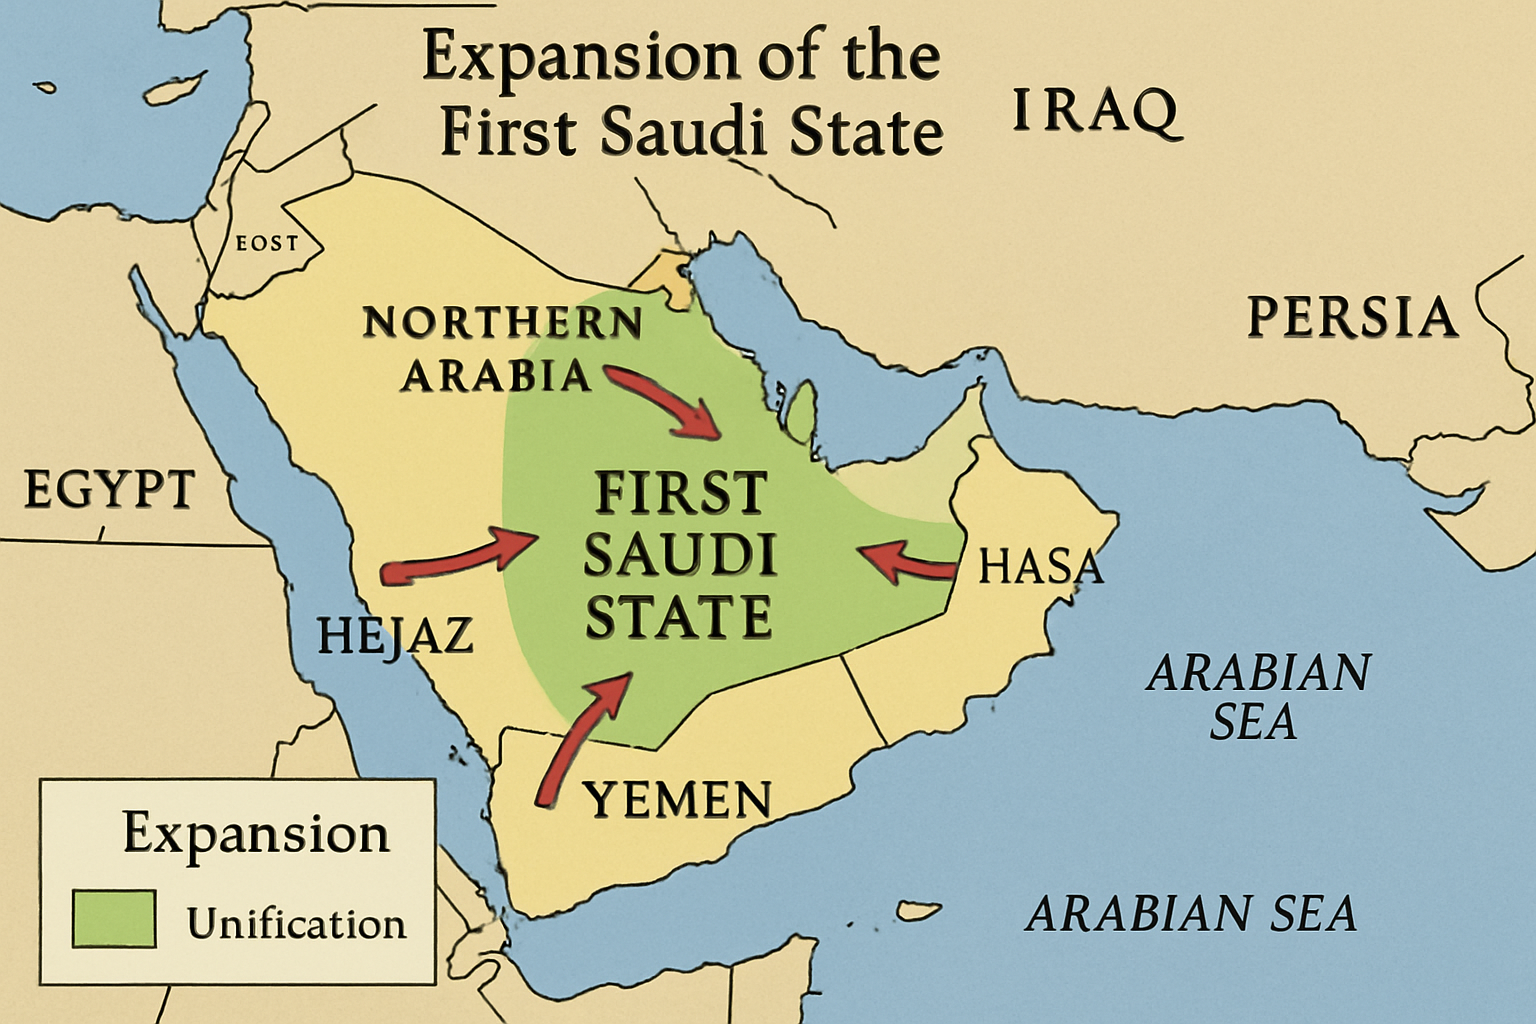 Expansion of the
First Saudi State
IRAQ
EOST
NORTHERN
ARABIA
PERSIA
EGYPT
FIRST
SAUDI
STATE
HASA
HEJAZ
ARABIAN
SEA
YEMEN
Expansion
Unification
ARABIAN SEA